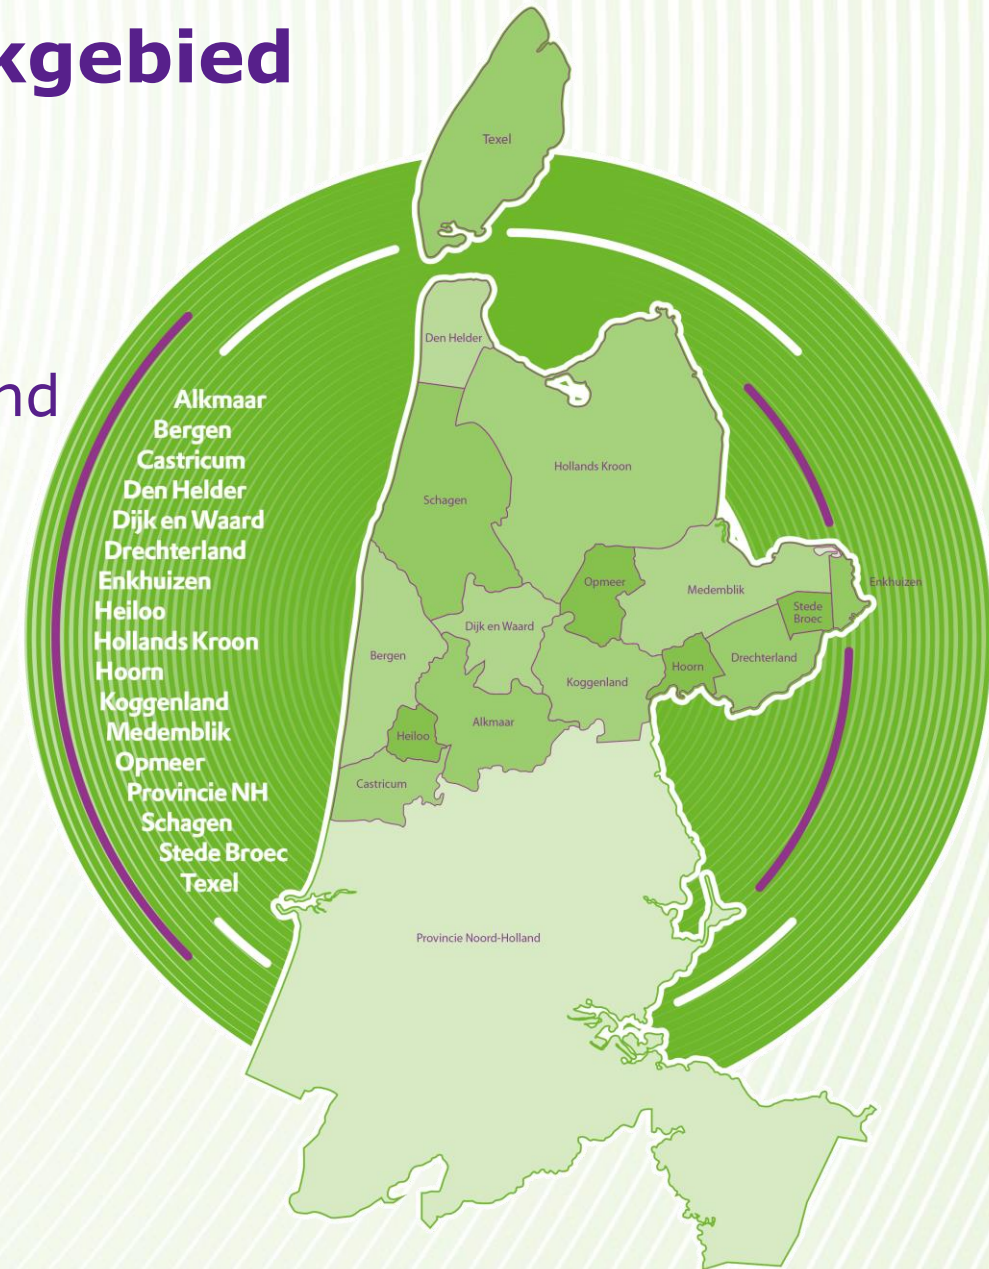 kgebied
nd
Alkmaar
Bergen
Castricum
Den Helder
Dijk en Waard
Drechterland
Enkhuizen
Heiloo
Hollands Kroon
Hoorn
Koggenland
Medemblik
Opmeer
Provincie NH
Schagen
Stede Broec
Texel
Texel
Den Helder
Hollands Kroon
Schagen
Opmeer
Medemblik
Enkhuizen
Stede
Broec
Dijk en Waard
Bergen
Hoorn
Drechterland
Koggenland
Alkmaar
Heiloo
Castricum
Provincie Noord-Holland